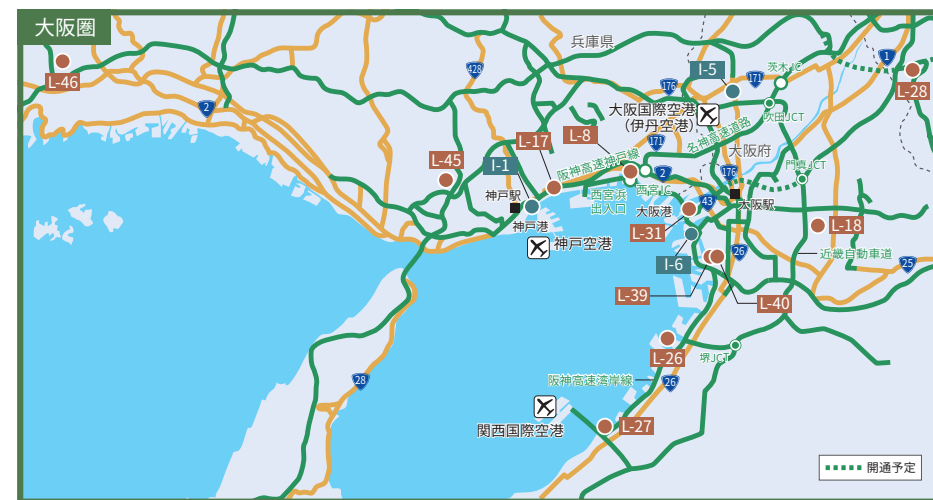 大阪圏
兵庫県
1
428
I-5
茨木JC
L-46
176
171
L-28
2
大阪国際空港
(伊丹空港)
吹田JCT
L-17
L-8
171
名神高速道路
大阪府
L-45
I-1
阪神高速神戸線
2
176
門真JCT
神戸駅
西宮浜
出入口
西宮JC
43
大阪駅
大阪港
神戸港
L-31
L-18
神戸空港
26
近畿自動車道
I-6
25
L-39
L-40
L-26
堺JCT
28
阪神高速湾岸線
26
関西国際空港
L-27
開通予定